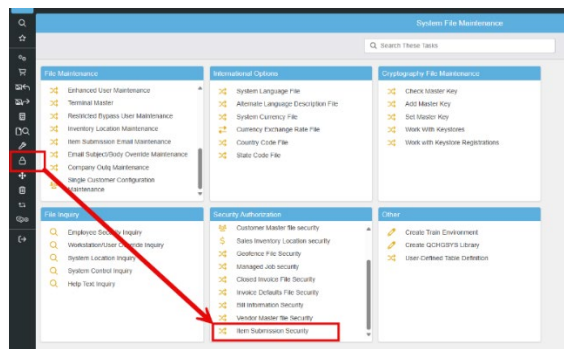 System File Maintenance
Search These Tasks
File Maintenance
Enhanced User Maintenance
Terminal Master
Restricted Bypass User Maintenance
Inventory Location Maintenance
Item Submission Email Maintenance
Email Subject/Body Override Maintenance
Company Outq Maintenance
Single Customer Configuration
Maintenance
International Options
System Language File
Alternate Language Description File
System Currency File
Currency Exchange Rate File
Country Code File
State Code File
Cryptography File Maintenance
Check Master Key
Add Master Key
Set Master Key
Work With Keystores
Work with Keystore Registrations
File Inquiry
Employee Security Inquiry
Workstation/User Override Inquiry
System Location Inquiry
System Control Inquiry
Help Text Inquiry
Security Authorization
Customer Master file security
Sales Inventory Location security
Geofence File Security
Managed Job security
Closed Invoice File Security
Invoice Defaults File Security
Bill Information Security
Vendor Master file Security
Item Submission Security
Other
Create Train Environment
Create QCHGSYS Library
User-Defined Table Definition